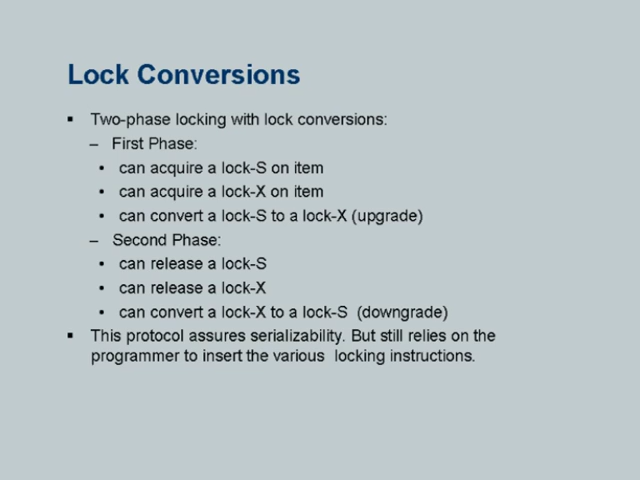 Lock Conversions
▪ Two-phase locking with lock conversions:
– First Phase:
• can acquire a lock-S on item
• can acquire a lock-X on item
• can convert a lock-S to a lock-X (upgrade)
– Second Phase:
• can release a lock-S
• can release a lock-X
• can convert a lock-X to a lock-S  (downgrade)
▪ This protocol assures serializability. But still relies on the
programmer to insert the various  locking instructions.